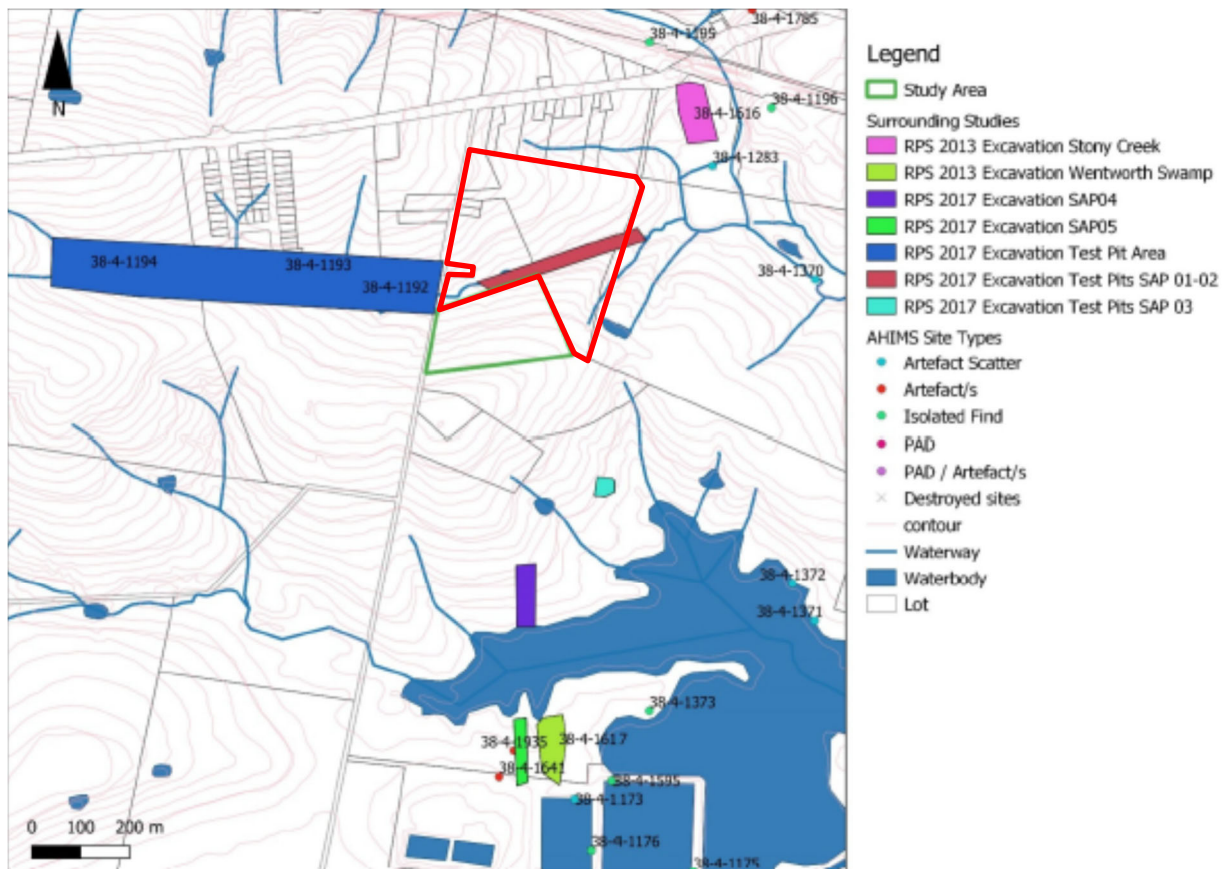 38-4-1785
38-4-1195
N
38-4-1196
38-4-1616
38-4-1283
38-4-1194
38-4-1193
38-4-1192
38-4-1320
38-4-1372
38-4-1371
38-4-1373
38-4-1935
38-4-1617
38-4-1641
38-4-1595
38-4-1173
38-4-1176
38-4-1175
0 100 200 m
Legend
Study Area
Surrounding Studies
RPS 2013 Excavation Stony Creek
RPS 2013 Excavation Wentworth Swamp
RPS 2017 Excavation SAP04
RPS 2017 Excavation SAP05
RPS 2017 Excavation Test Pit Area
RPS 2017 Excavation Test Pits SAP 01-02
RPS 2017 Excavation Test Pits SAP 03
AHIMS Site Types
Artefact Scatter
Artefact/s
Isolated Find
PAD
PAD / Artefact/s
Destroyed sites
contour
Waterway
Waterbody
Lot